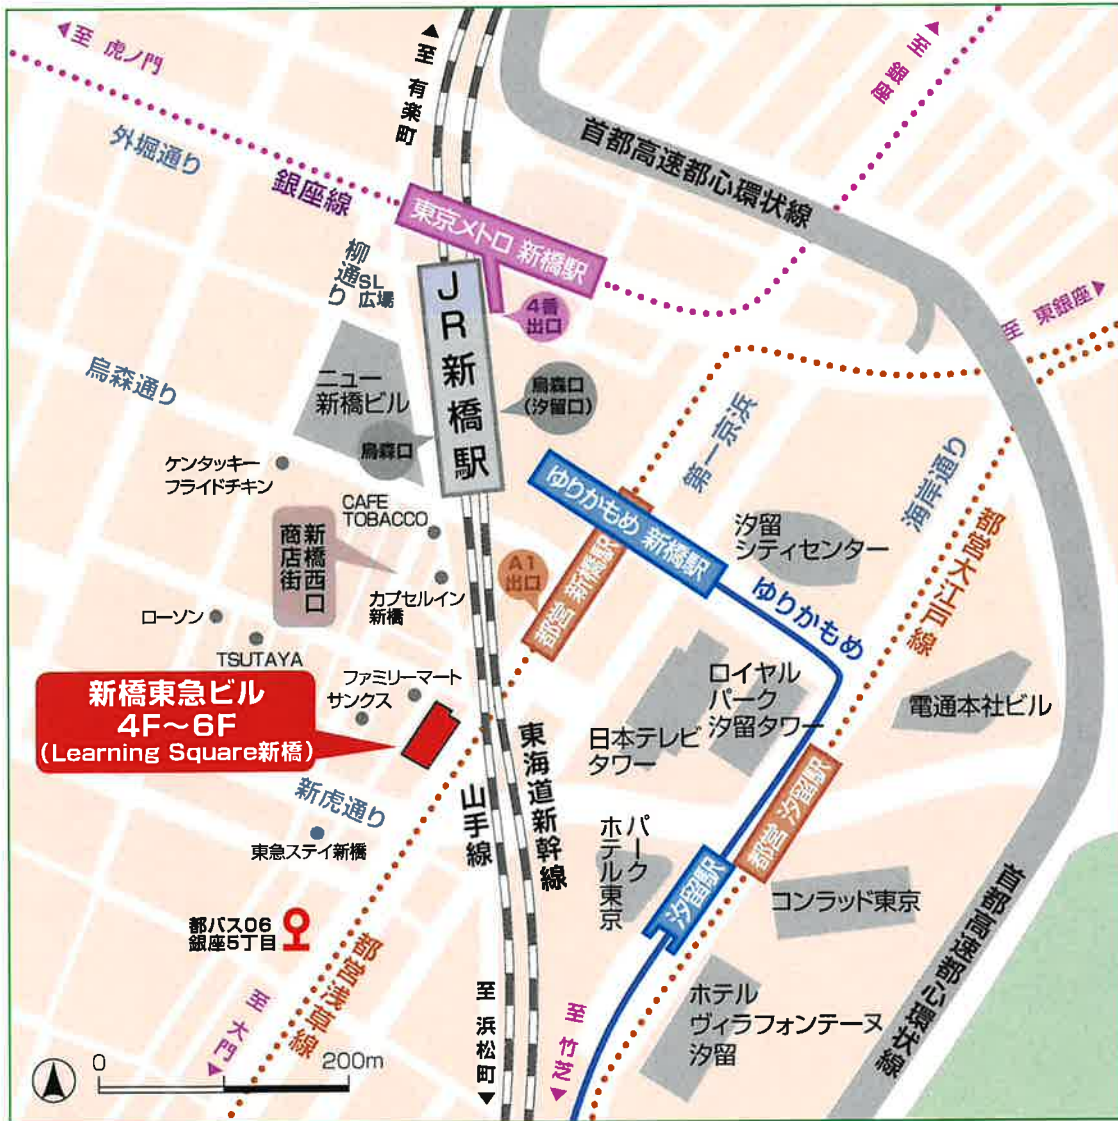 ◀至 虎ノ門
▲至 有楽町
▲至 銀座
外堀通り
銀座線
首都高速都心環状線
東京メトロ 新橋駅
柳通り
SL
広場
JR新橋駅
4番
出口
至 東銀座▶
烏森通り
ニュー
新橋ビル
烏森口
(汐留口)
烏森口
第一京浜
海岸通り
ケンタッキー
フライドチキン
CAFE
TOBACCO
ゆりかもめ 新橋駅
汐留
シティセンター
都営大江戸線
新橋西口
商店街
A1
出口
都営 新橋駅
カプセルイン
新橋
ゆりかもめ
ローソン
TSUTAYA
ファミリーマート
サンクス
ロイヤル
パーク
汐留タワー
電通本社ビル
新橋東急ビル
4F〜6F
(Learning Square新橋)
日本テレビ
タワー
東海道新幹線
山手線
都営 汐留駅
新虎通り
東急ステイ新橋
パーク
ホテル東京
汐留駅
コンラッド東京
首都高速都心環状線
都バス06
銀座5丁目
都営浅草線
至 大門▼
至 浜松町▼
至 竹芝▼
ホテル
ヴィラフォンテーヌ
汐留
0
200m